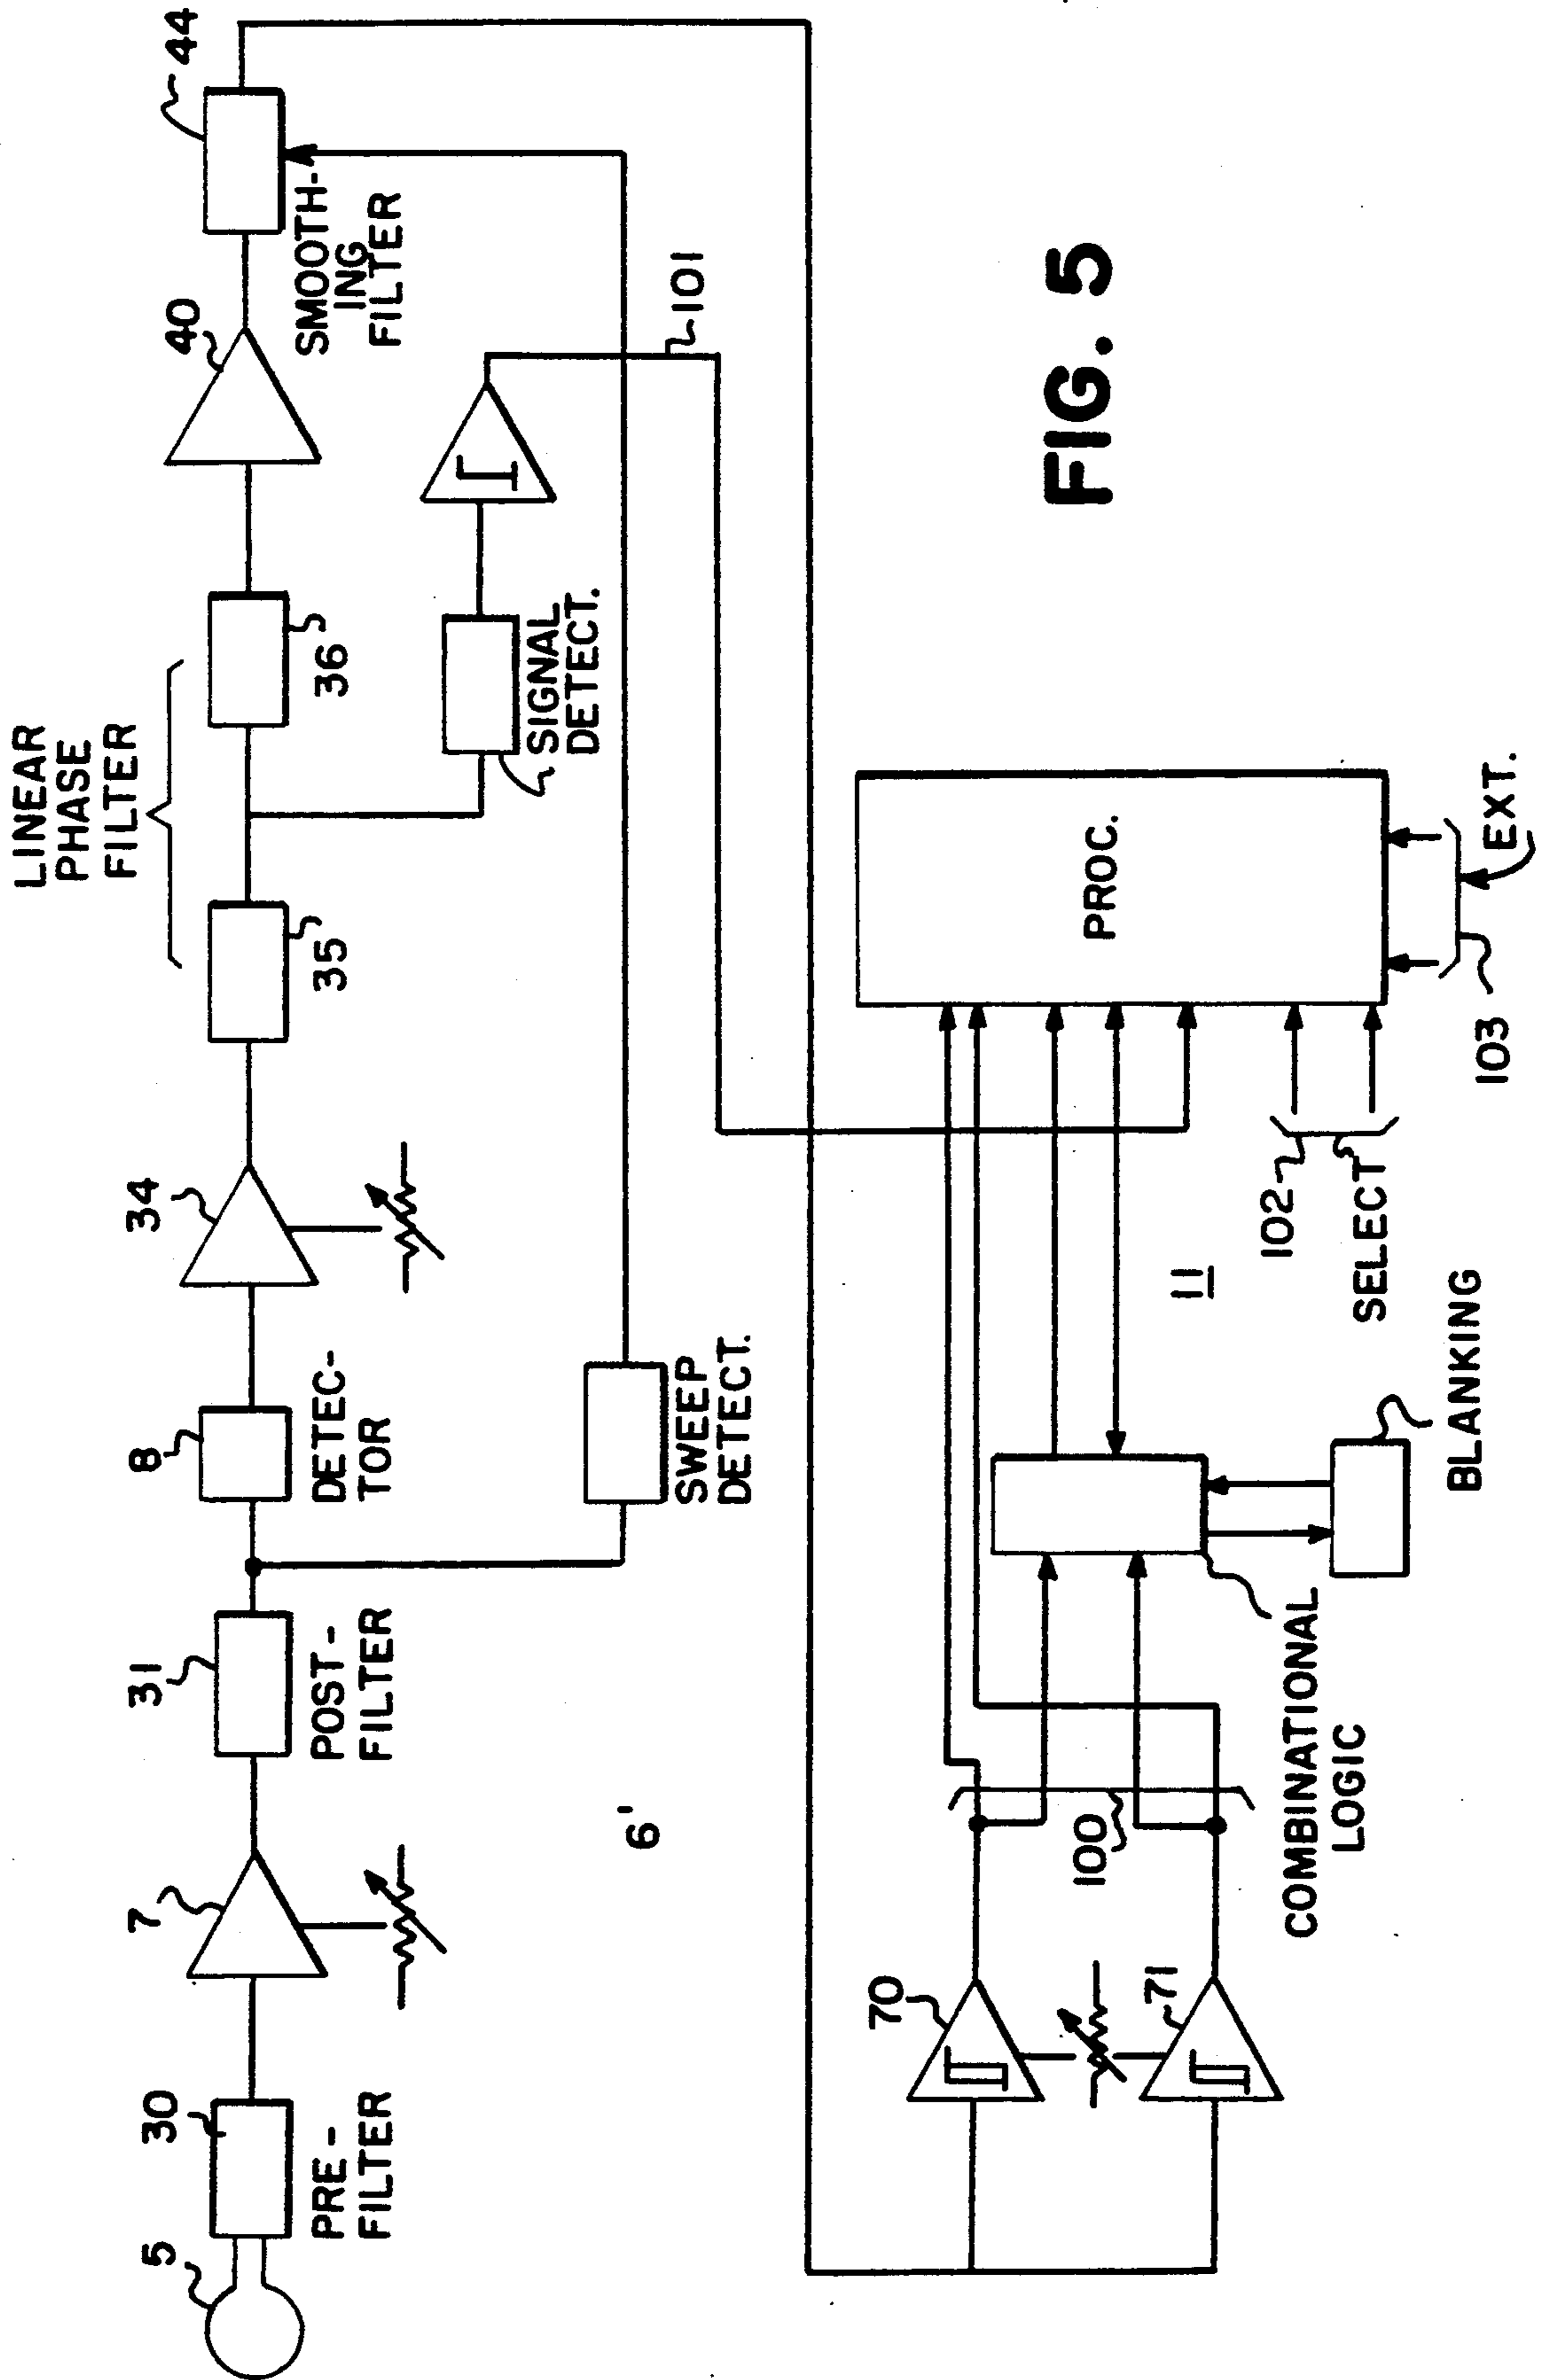 5
30
PRE-
FILTER
7
31
POST-
FILTER
8
DETEC-
TOR
34
35
LINEAR
PHASE
FILTER
36
40
44
SMOOTH-
ING
FILTER
SIGNAL
DETECT.
101
SWEEP
DETECT.
6'
70
71
100
COMBINATIONAL
LOGIC
BLANKING
11
102
SELECT
PROC.
103
EXT.
FIG. 5